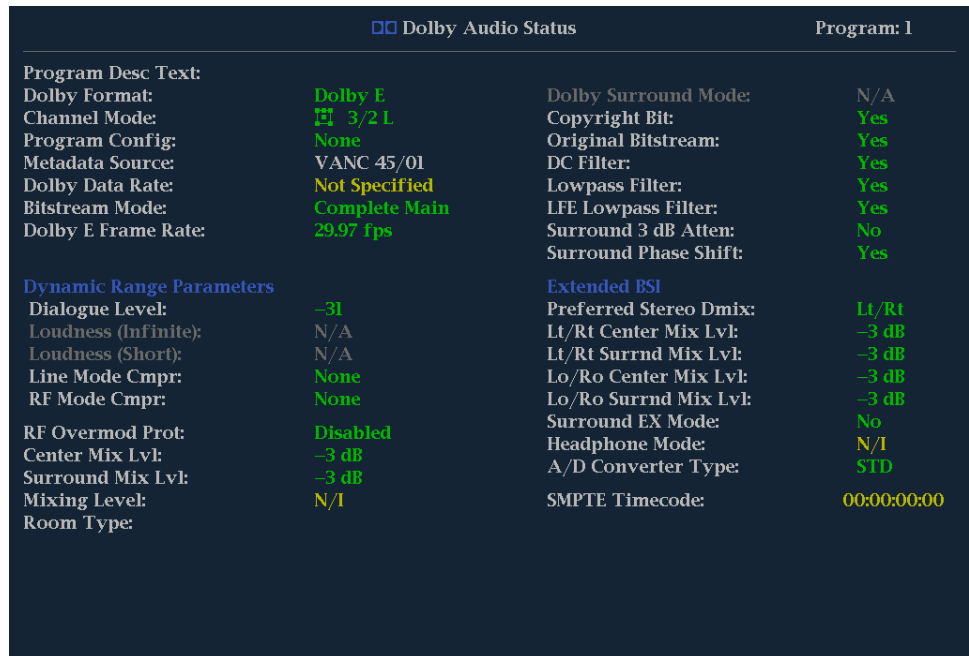 Dolby Audio Status Program: 1
Program Desc Text:
Dolby Format: Dolby E Dolby Surround Mode: N/A
Channel Mode: 3/2 L Copyright Bit: Yes
Program Config: None Original Bitstream: Yes
Metadata Source: VANC 45/01 DC Filter: Yes
Dolby Data Rate: Not Specified Lowpass Filter: Yes
Bitstream Mode: Complete Main LFE Lowpass Filter: Yes
Dolby E Frame Rate: 29.97 fps Surround 3 dB Atten: No
Surround Phase Shift: Yes
Dynamic Range Parameters Extended BSI
Dialogue Level: –31 Preferred Stereo Dmix: Lt/Rt
Loudness (Infinite): N/A Lt/Rt Center Mix Lvl: –3 dB
Loudness (Short): N/A Lt/Rt Surrnd Mix Lvl: –3 dB
Line Mode Cmpr: None Lo/Ro Center Mix Lvl: –3 dB
RF Mode Cmpr: None Lo/Ro Surrnd Mix Lvl: –3 dB
Surround EX Mode: No
RF Overmod Prot: Disabled Headphone Mode: N/I
Center Mix Lvl: –3 dB A/D Converter Type: STD
Surround Mix Lvl: –3 dB
Mixing Level: N/I SMPTE Timecode: 00:00:00:00
Room Type: